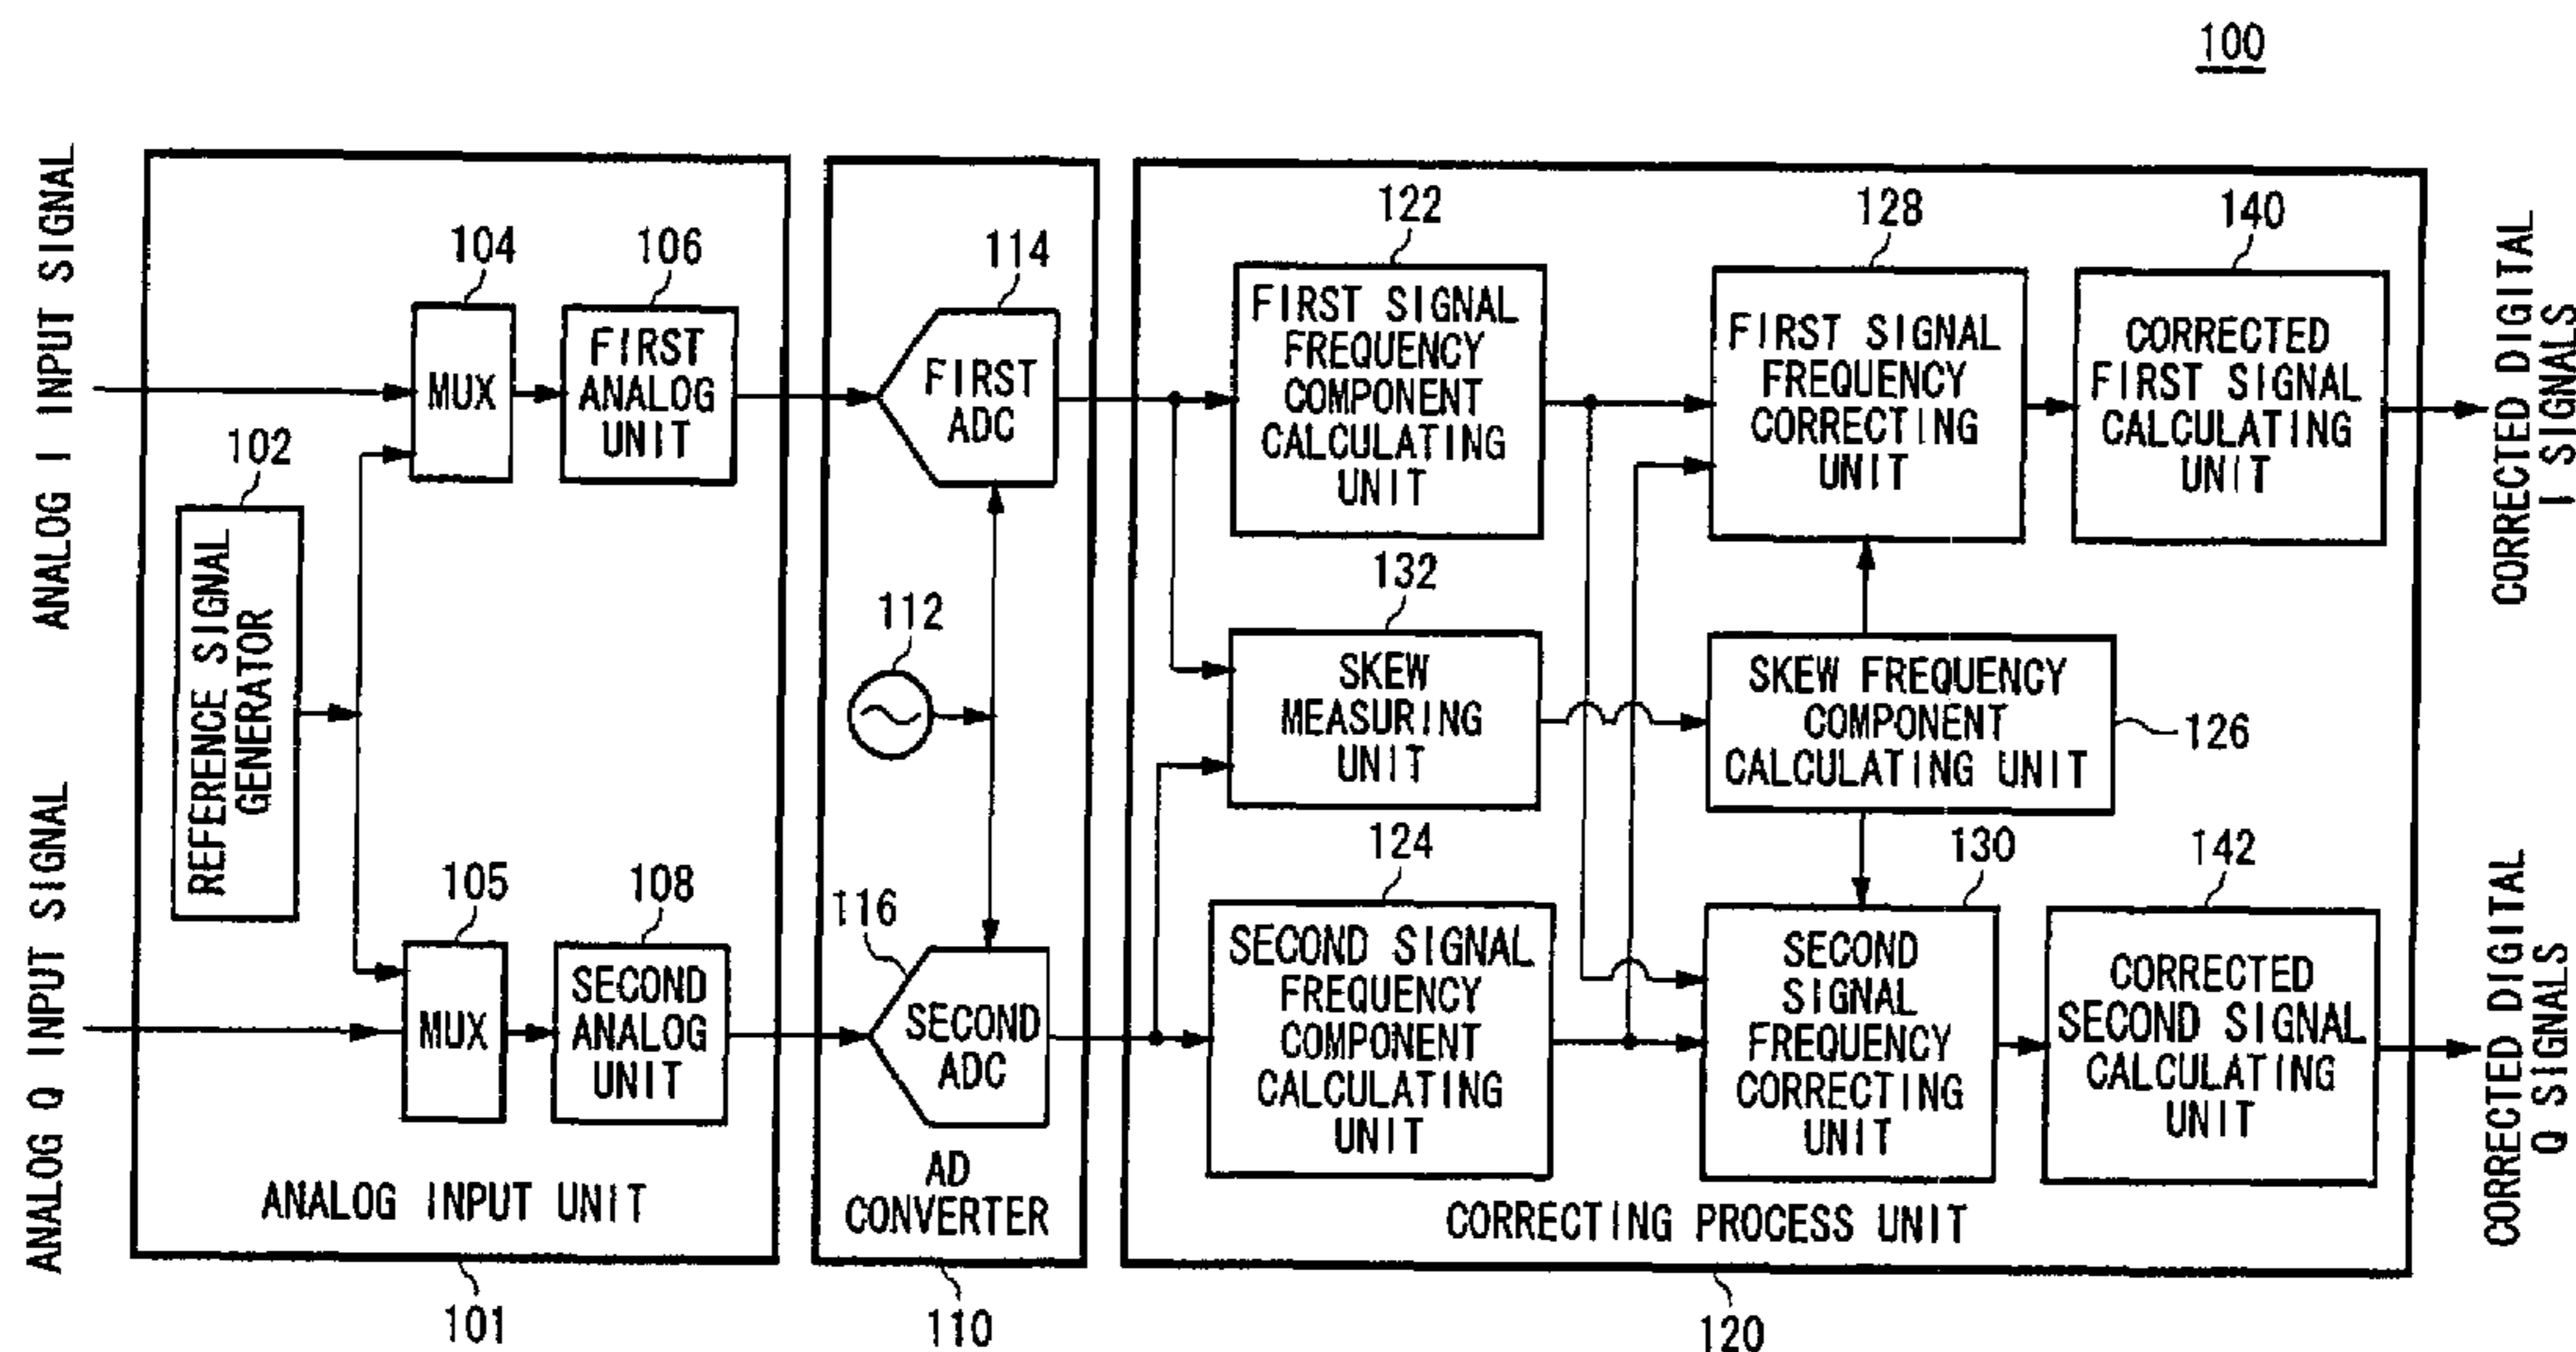 100
ANALOG I INPUT SIGNAL
ANALOG Q INPUT SIGNAL
102
REFERENCE SIGNAL
GENERATOR
104
MUX
106
FIRST
ANALOG
UNIT
105
MUX
108
SECOND
ANALOG
UNIT
ANALOG INPUT UNIT
101
114
FIRST
ADC
112
116
SECOND
ADC
AD
CONVERTER
110
122
FIRST SIGNAL
FREQUENCY
COMPONENT
CALCULATING
UNIT
128
FIRST SIGNAL
FREQUENCY
CORRECTING
UNIT
140
CORRECTED
FIRST SIGNAL
CALCULATING
UNIT
132
SKEW
MEASURING
UNIT
SKEW FREQUENCY
COMPONENT
CALCULATING UNIT
126
124
SECOND SIGNAL
FREQUENCY
COMPONENT
CALCULATING
UNIT
130
SECOND
SIGNAL
FREQUENCY
CORRECTING
UNIT
142
CORRECTED
SECOND SIGNAL
CALCULATING
UNIT
CORRECTING PROCESS UNIT
120
CORRECTED DIGITAL
I SIGNALS
CORRECTED DIGITAL
Q SIGNALS